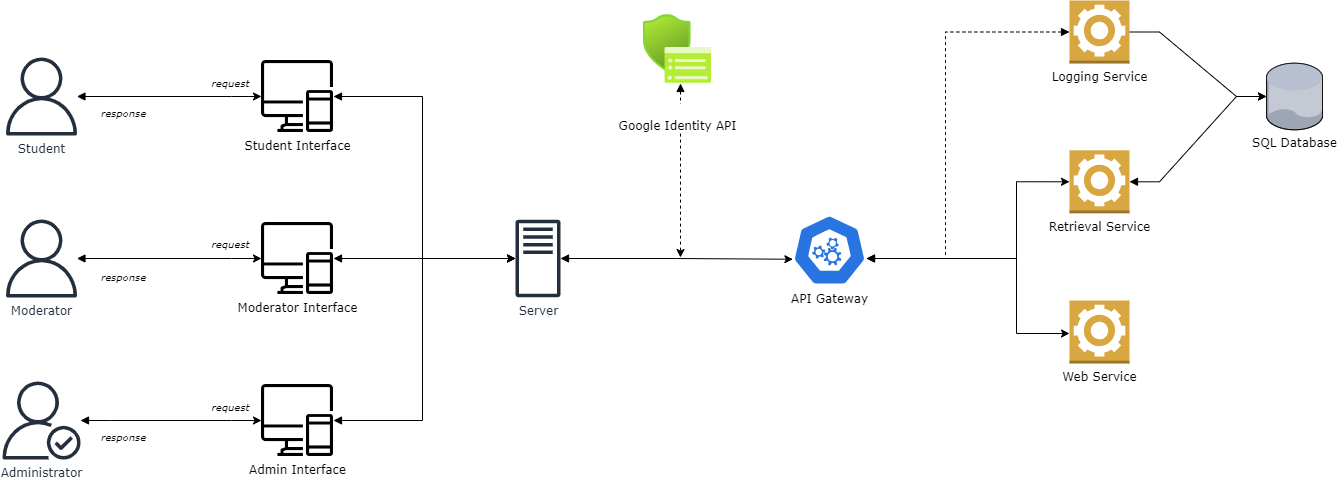 Student
request
response
Student Interface
Moderator
request
response
Moderator Interface
Administrator
request
response
Admin Interface
Server
Google Identity API
API Gateway
Logging Service
Retrieval Service
Web Service
SQL Database